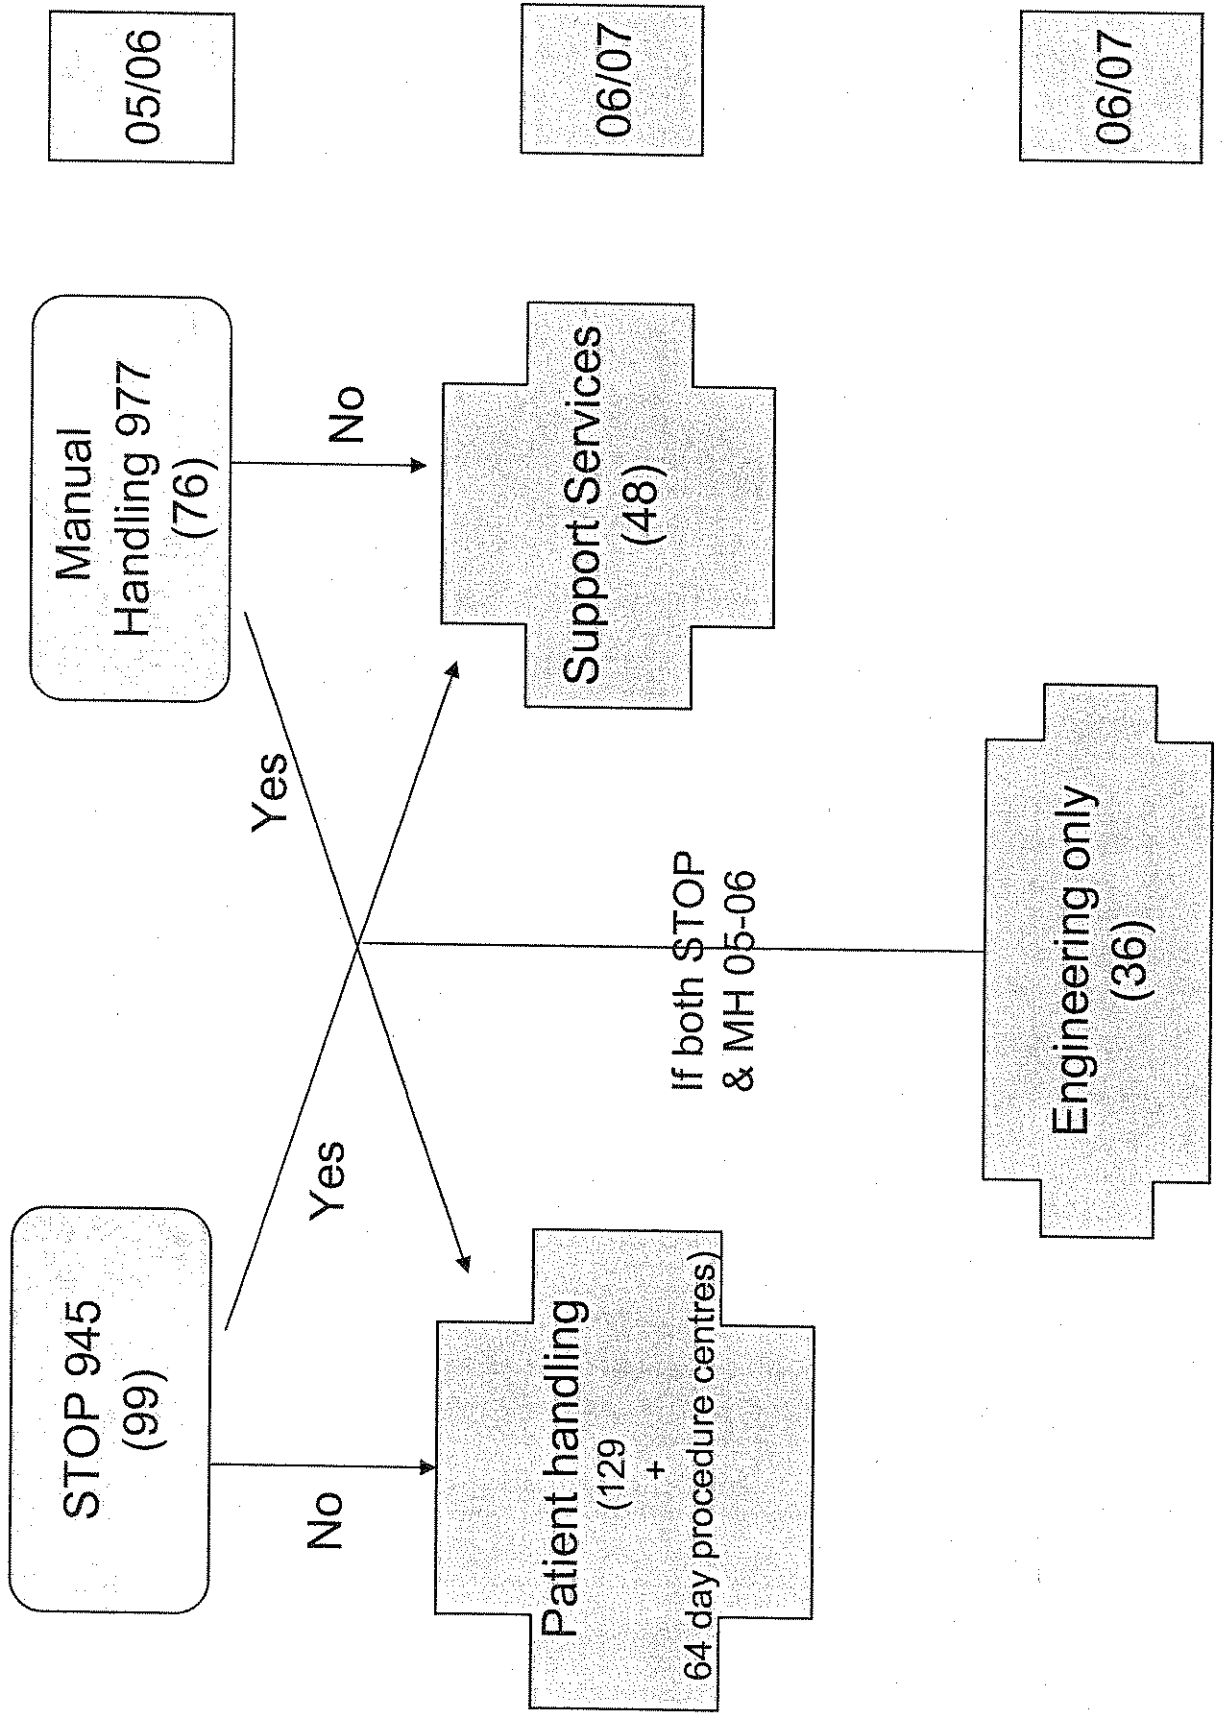 STOP 945
(99)
Manual
Handling 977
(76)
05/06
No
Yes
Yes
No
Patient handling
(129
+
64 day procedure centres)
Support Services
(48)
06/07
If both STOP
& MH 05-06
Engineering only
(36)
06/07